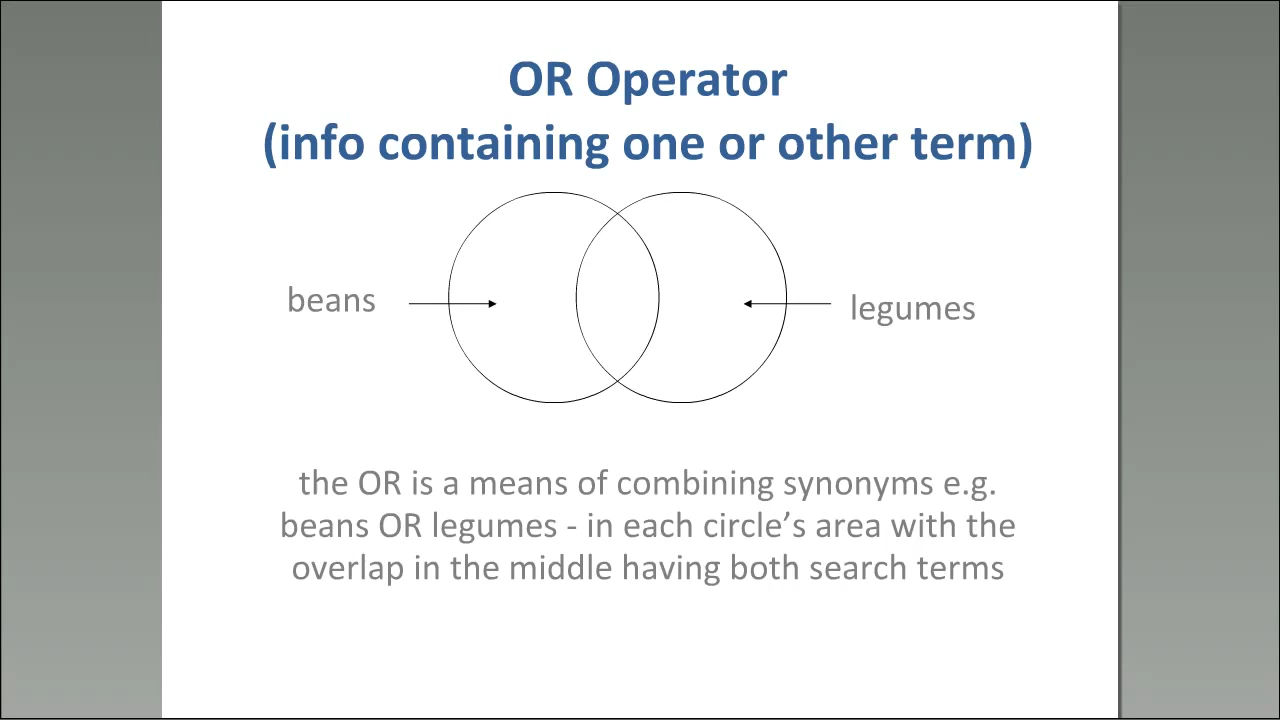 OR Operator
(info containing one or other term)
beans
legumes
the OR is a means of combining synonyms e.g.
beans OR legumes - in each circle’s area with the
overlap in the middle having both search terms